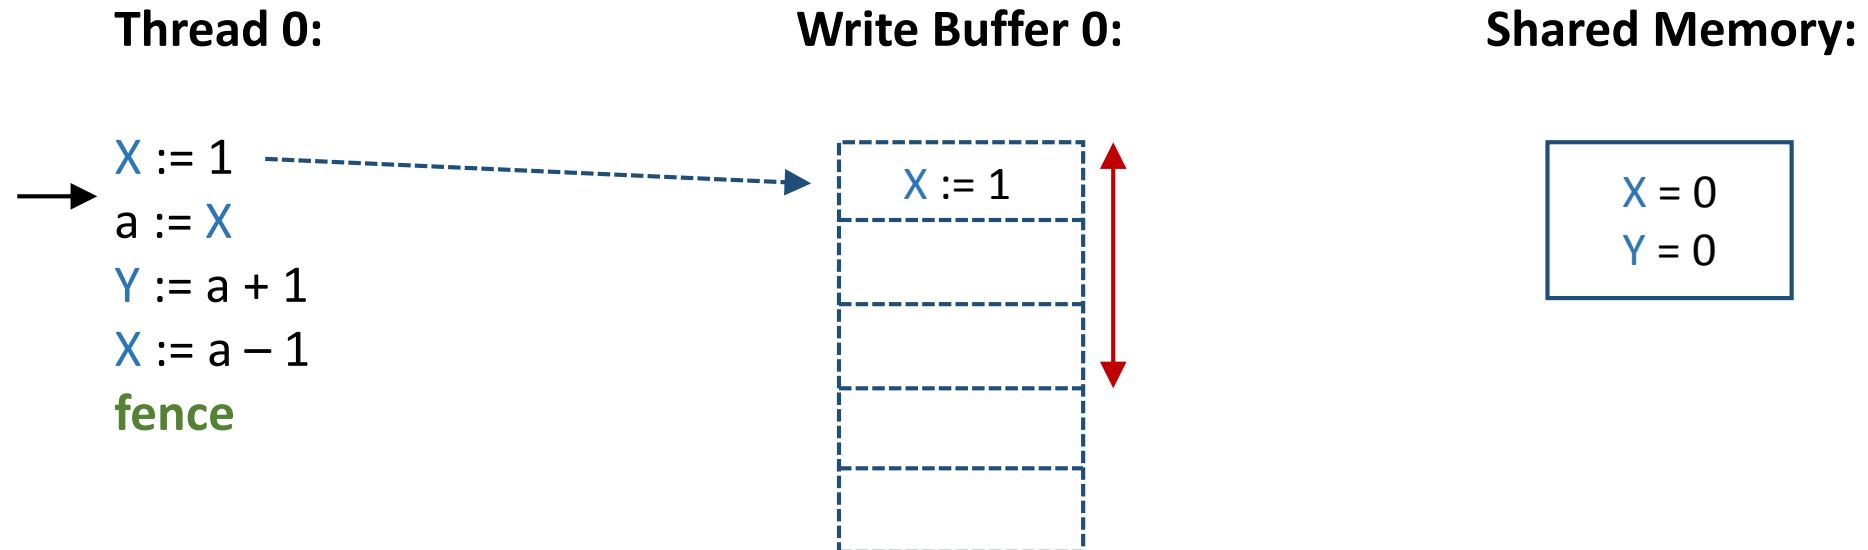 Thread 0:
Write Buffer 0:
Shared Memory:
X := 1
a := X
Y := a + 1
X := a – 1
fence
X := 1
X = 0
Y = 0